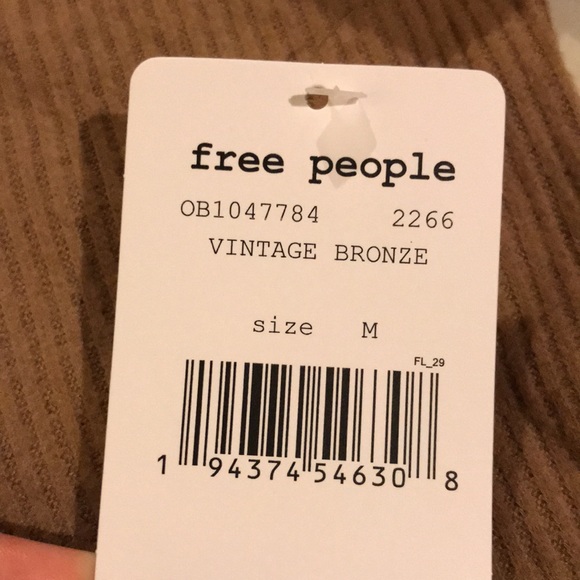 free people
OB1047784 2266
VINTAGE BRONZE
size M
FL_29
1 94374 54630 8